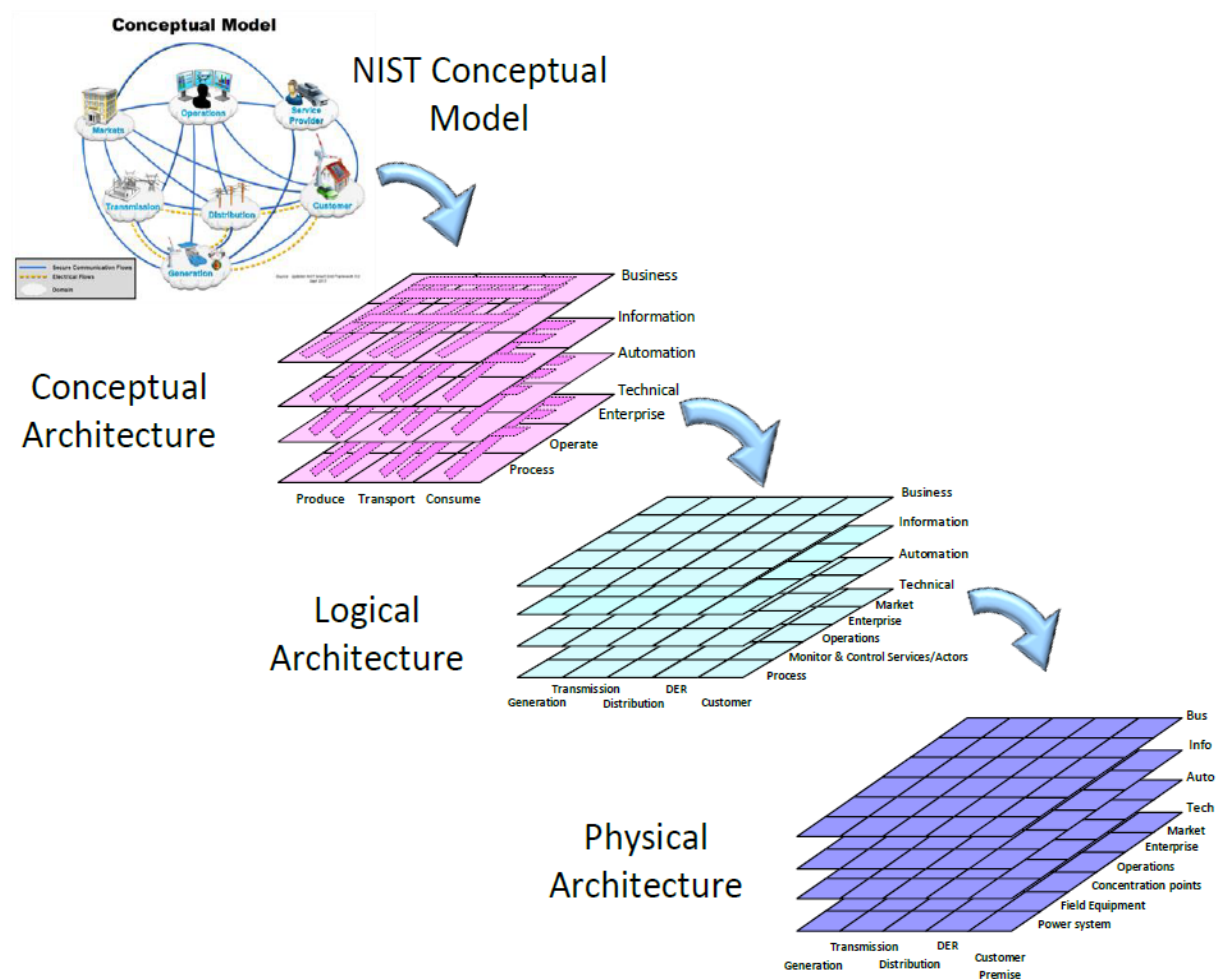 Conceptual Model
NIST Conceptual
Model
Markets
Operations
Service
Provider
Transmission
Distribution
Customer
Generation
Secure Communication Flows
Electrical Flows
Domain
Conceptual
Architecture
Business
Information
Automation
Technical
Enterprise
Operate
Process
Produce Transport Consume
Logical
Architecture
Business
Information
Automation
Technical
Market
Enterprise
Operations
Monitor & Control Services/Actors
Process
Transmission DER
Generation Distribution Customer
Physical
Architecture
Bus
Info
Auto
Tech
Market
Enterprise
Operations
Concentration points
Field Equipment
Power system
Transmission DER Customer
Generation Distribution Premise